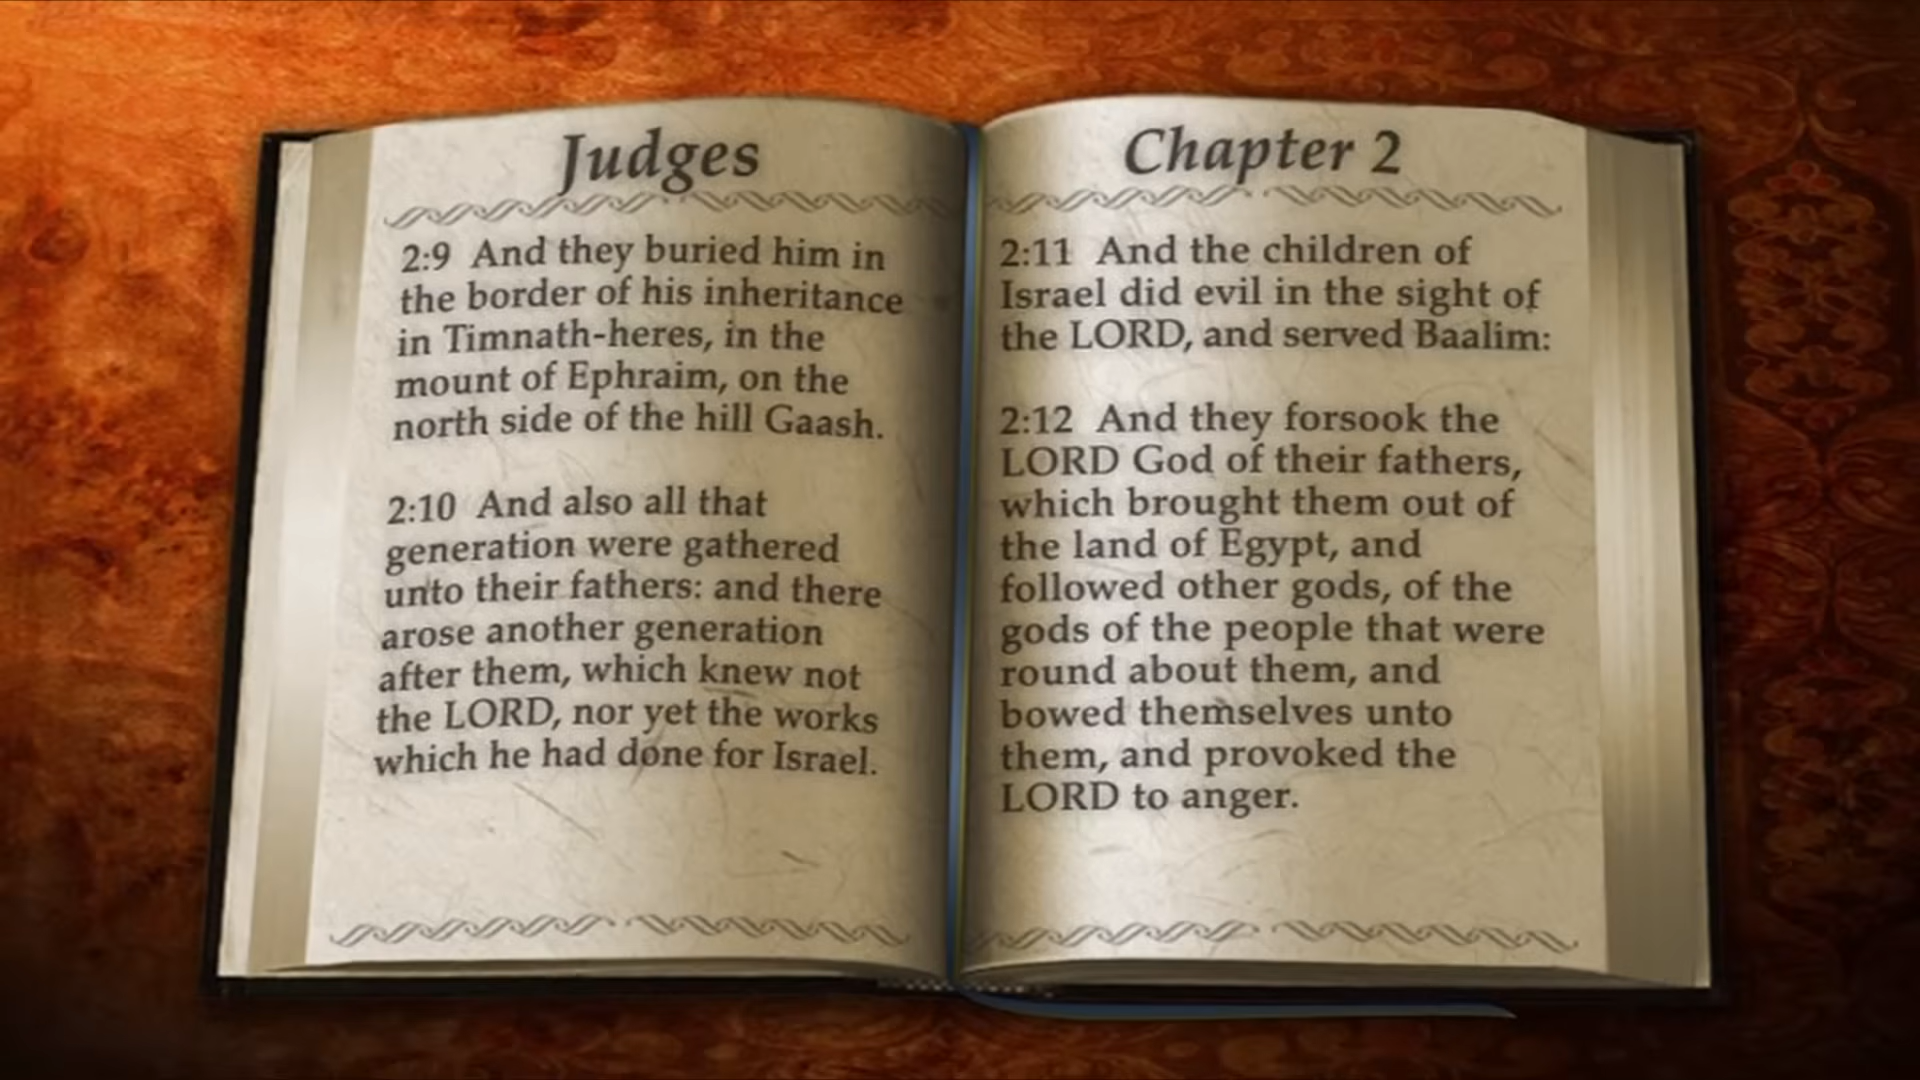 Judges
2:9 And they buried him in
the border of his inheritance
in Timnath-heres, in the
mount of Ephraim, on the
north side of the hill Gaash.
2:10 And also all that
generation were gathered
unto their fathers: and there
arose another generation
after them, which knew not
the LORD, nor yet the works
which he had done for Israel.
Chapter 2
2:11 And the children of
Israel did evil in the sight of
the LORD, and served Baalim:
2:12 And they forsook the
LORD God of their fathers,
which brought them out of
the land of Egypt, and
followed other gods, of the
gods of the people that were
round about them, and
bowed themselves unto
them, and provoked the
LORD to anger.